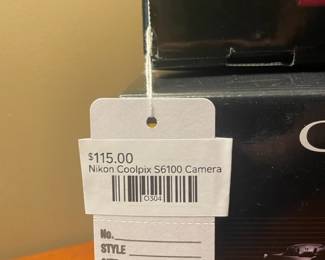 $115.00
Nikon Coolpix S6100 Camera
O304
No.
STYLE